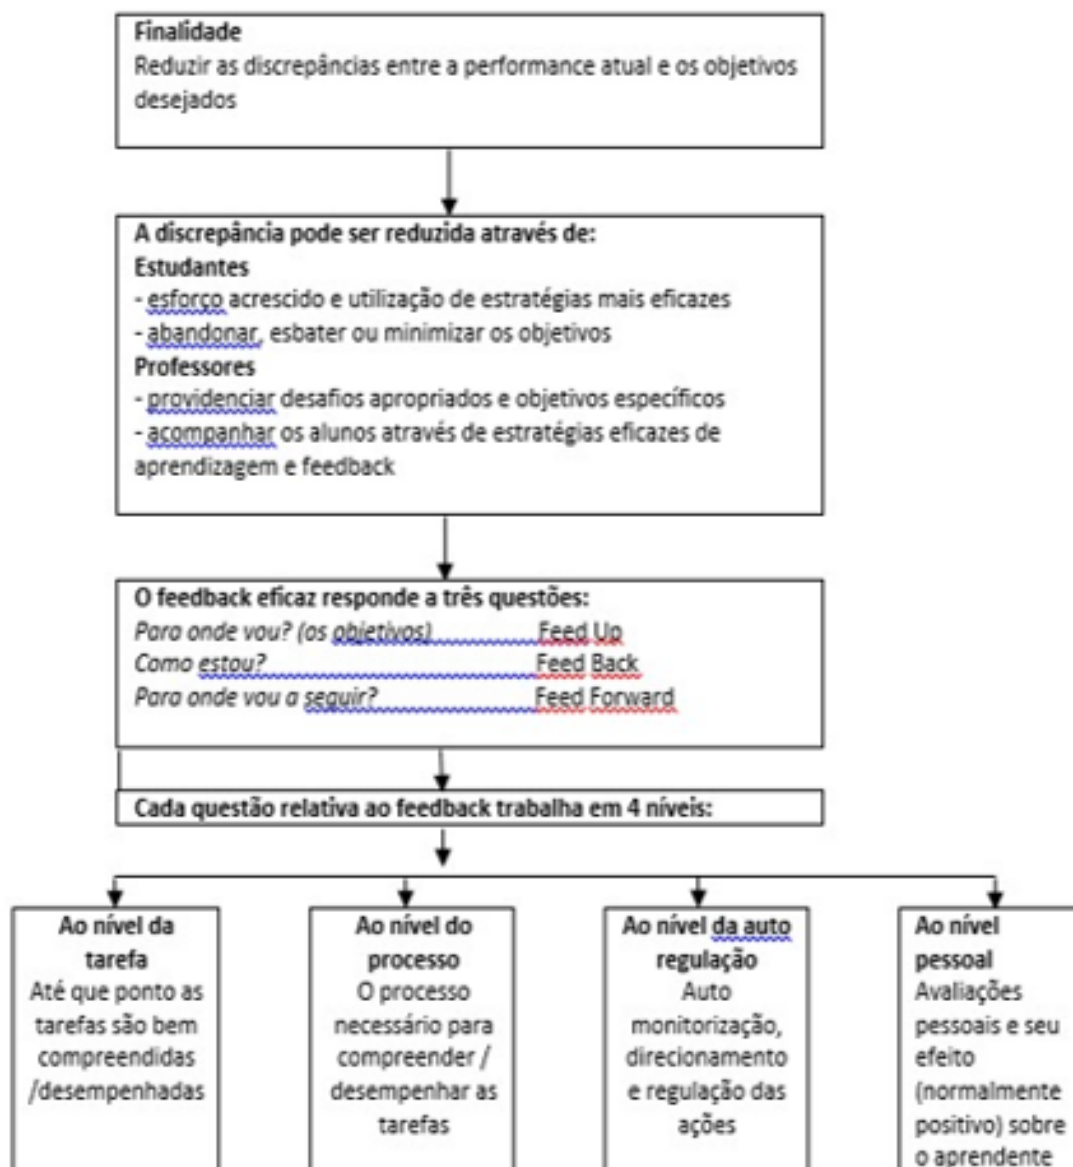 Finalidade
Reduzir as discrepâncias entre a performance atual e os objetivos
desejados
A discrepância pode ser reduzida através de:
Estudantes
- esforço acrescido e utilização de estratégias mais eficazes
- abandonar, esbater ou minimizar os objetivos
Professores
- providenciar desafios apropriados e objetivos específicos
- acompanhar os alunos através de estratégias eficazes de
aprendizagem e feedback
O feedback eficaz responde a três questões:
Para onde vou? (os objetivos) Feed Up
Como estou? Feed Back
Para onde vou a seguir? Feed Forward
Cada questão relativa ao feedback trabalha em 4 níveis:
Ao nível da
tarefa
Até que ponto as
tarefas são bem
compreendidas
/desempenhadas
Ao nível do
processo
O processo
necessário para
compreender /
desempenhar as
tarefas
Ao nível da auto
regulação
Auto
monitorização,
direcionamento
e regulação das
ações
Ao nível
pessoal
Avaliações
pessoais e seu
efeito
(normalmente
positivo) sobre
o aprendente